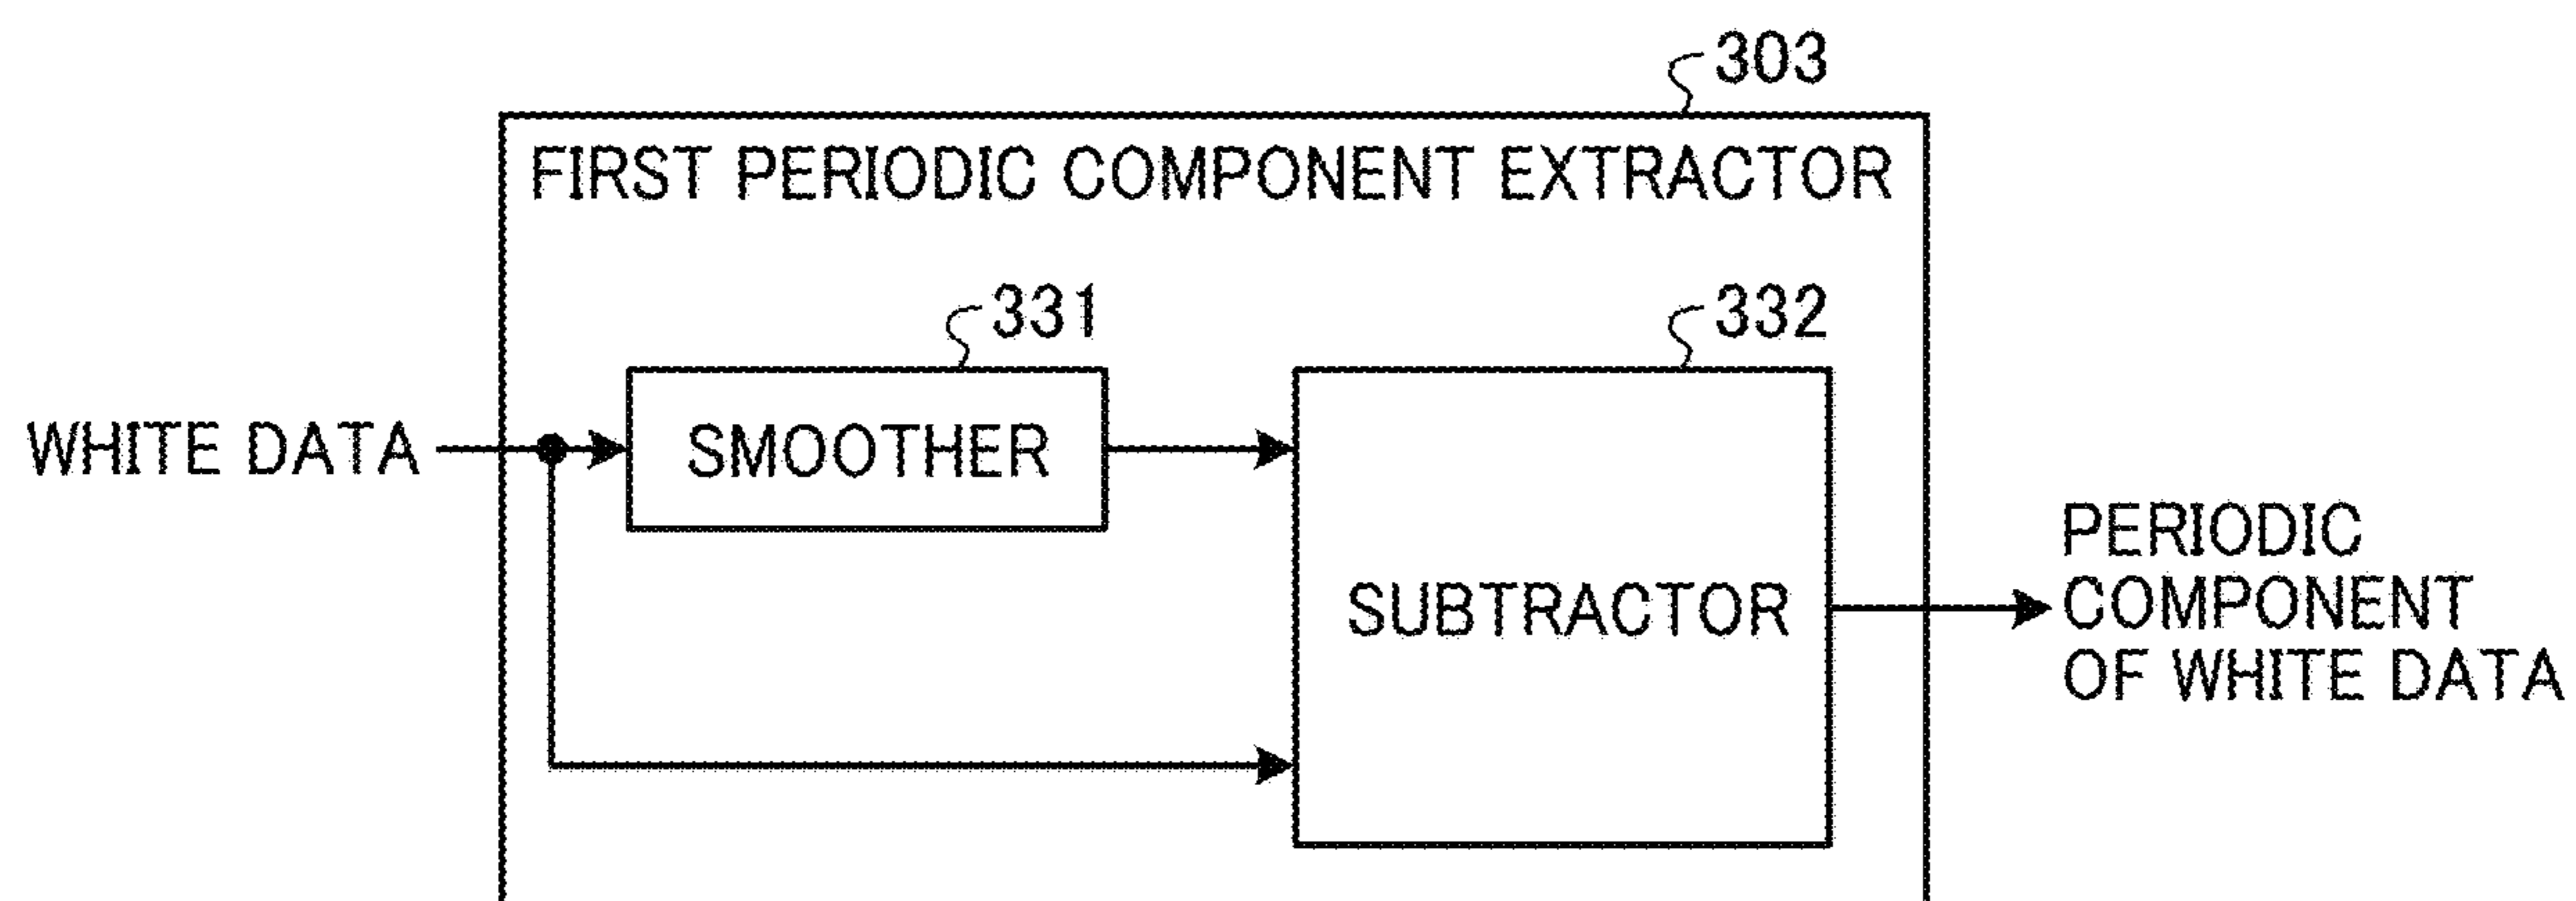 303
FIRST PERIODIC COMPONENT EXTRACTOR
331
332
WHITE DATA
SMOOTHER
SUBTRACTOR
PERIODIC
COMPONENT
OF WHITE DATA